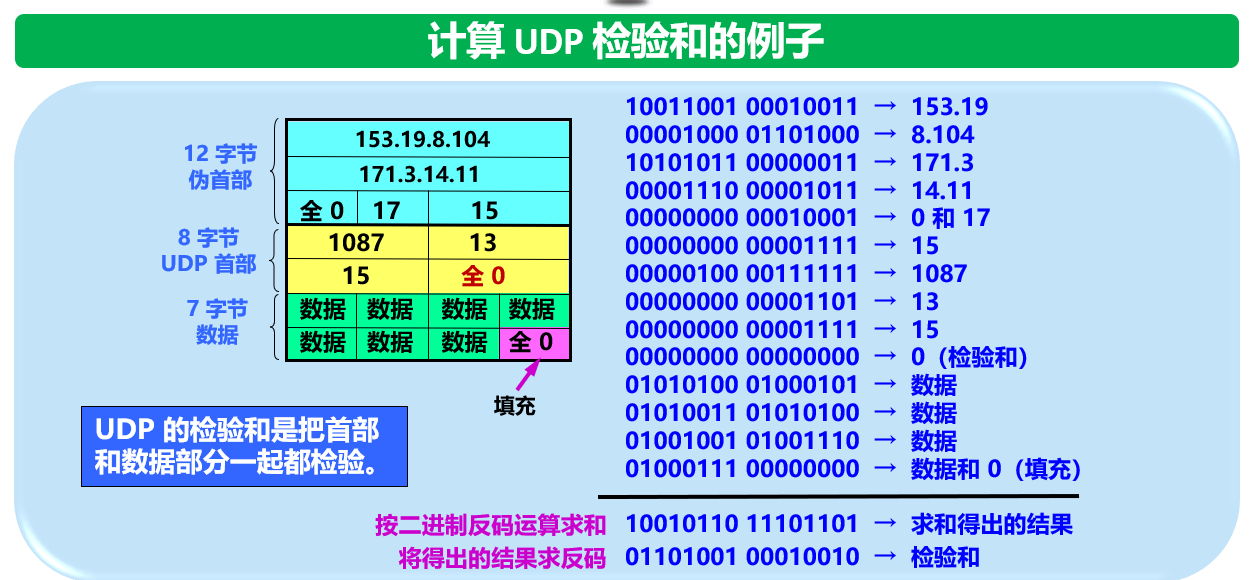 计算 UDP 检验和的例子
12 字节
伪首部
153.19.8.104
171.3.14.11
全 0 17 15
8 字节
UDP 首部
1087 13
15 全 0
7 字节
数据
数据 数据 数据 数据
数据 数据 数据 全 0
填充
UDP 的检验和是把首部
和数据部分一起都检验。
10011001 00010011 → 153.19
00001000 01101000 → 8.104
10101011 00000011 → 171.3
00001110 00001011 → 14.11
00000000 00010001 → 0 和 17
00000000 00001111 → 15
00000100 00111111 → 1087
00000000 00001101 → 13
00000000 00001111 → 15
00000000 00000000 → 0（检验和）
01010100 01000101 → 数据
01010011 01010100 → 数据
01001001 01001110 → 数据
01000111 00000000 → 数据和 0（填充）
按二进制反码运算求和 10010110 11101101 → 求和得出的结果
将得出的结果求反码 01101001 00010010 → 检验和